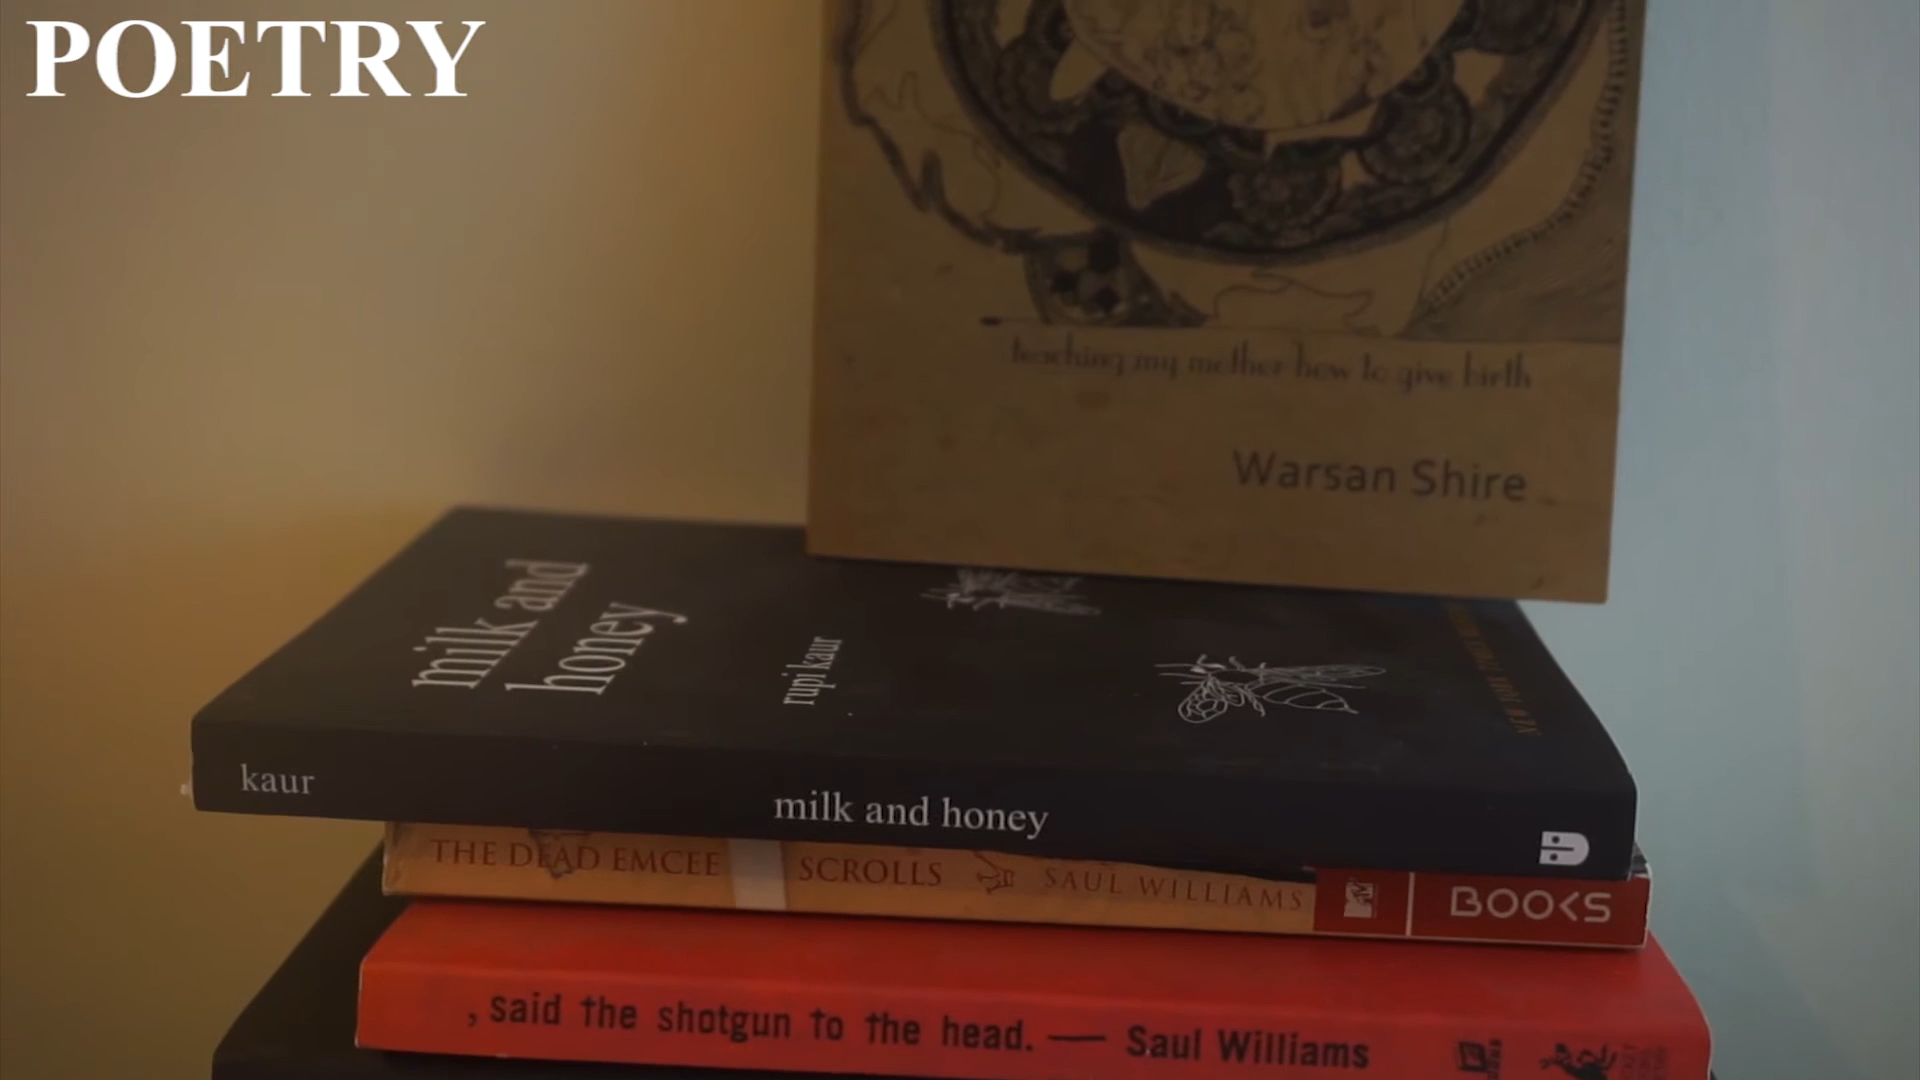 POETRY
teaching my mother how to give birth
Warsan Shire
milk and
honey
rupi kaur
kaur
milk and honey
THE DEAD EMCEE SCROLLS SAUL WILLIAMS
MTV BOOKS
, said the shotgun to the head. — Saul Williams